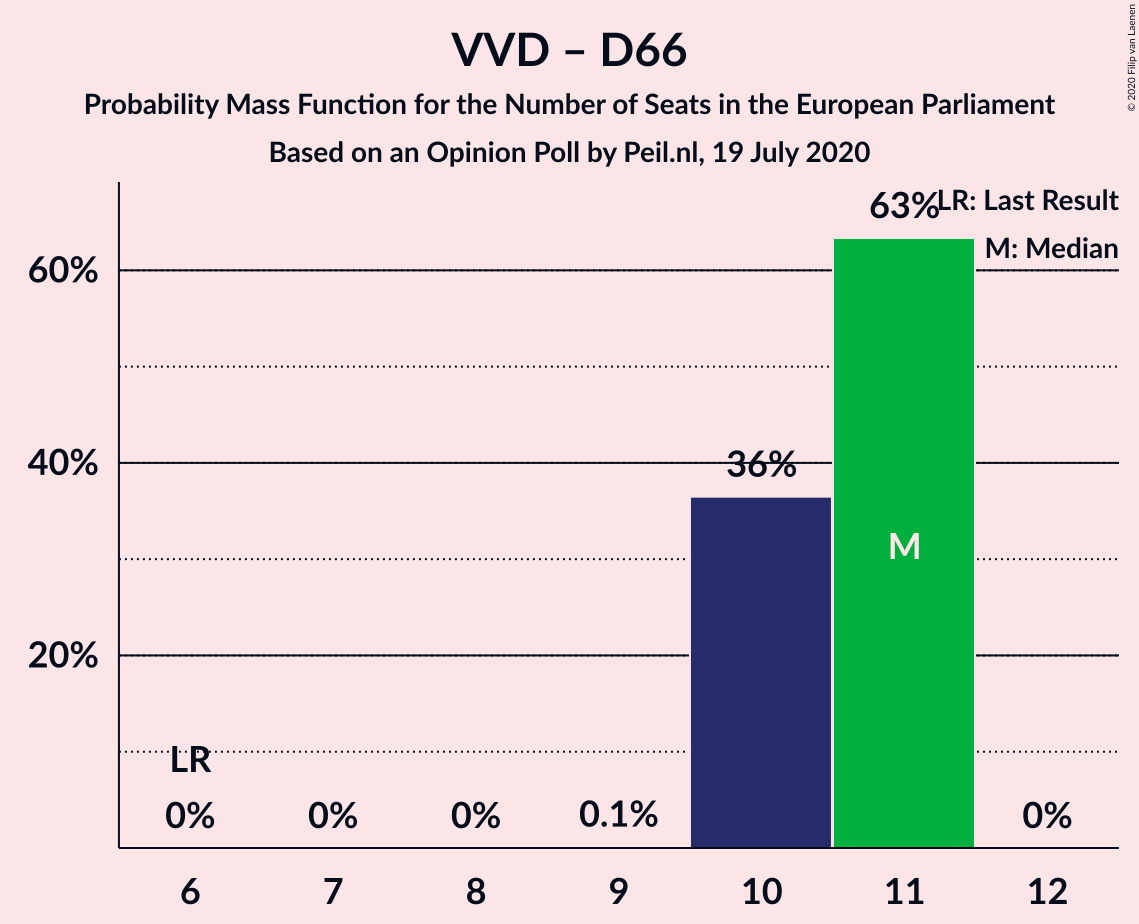 VVD – D66
Probability Mass Function for the Number of Seats in the European Parliament
Based on an Opinion Poll by Peil.nl, 19 July 2020
© 2020 Filip van Laenen
LR: Last Result
M: Median
63%
60%
40%
36%
M
20%
LR
0%
0%
0%
0.1%
0%
6
7
8
9
10
11
12